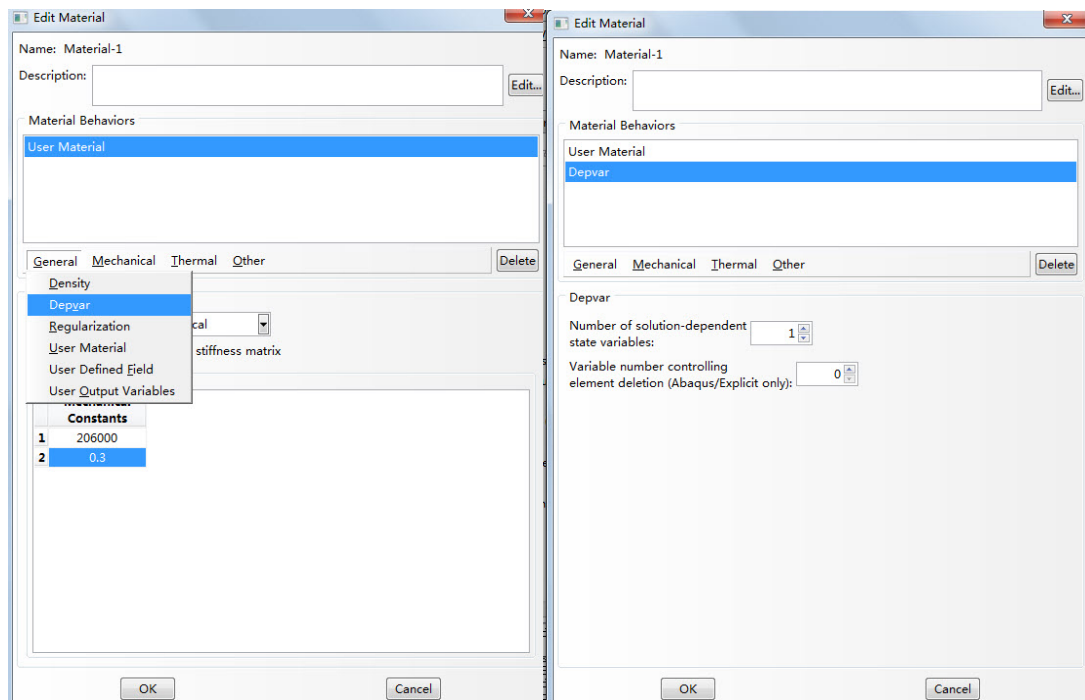 Edit Material
Name: Material-1
Description:
Edit...
Material Behaviors
User Material
General Mechanical Thermal Other
Delete
Density
Depvar
Regularization
User Material
User Defined Field
User Output Variables
cal
stiffness matrix
Constants
1 206000
2 0.3
OK
Cancel
Edit Material
Name: Material-1
Description:
Edit...
Material Behaviors
User Material
Depvar
General Mechanical Thermal Other
Delete
Depvar
Number of solution-dependent
state variables:
1
Variable number controlling
element deletion (Abaqus/Explicit only):
0
OK
Cancel